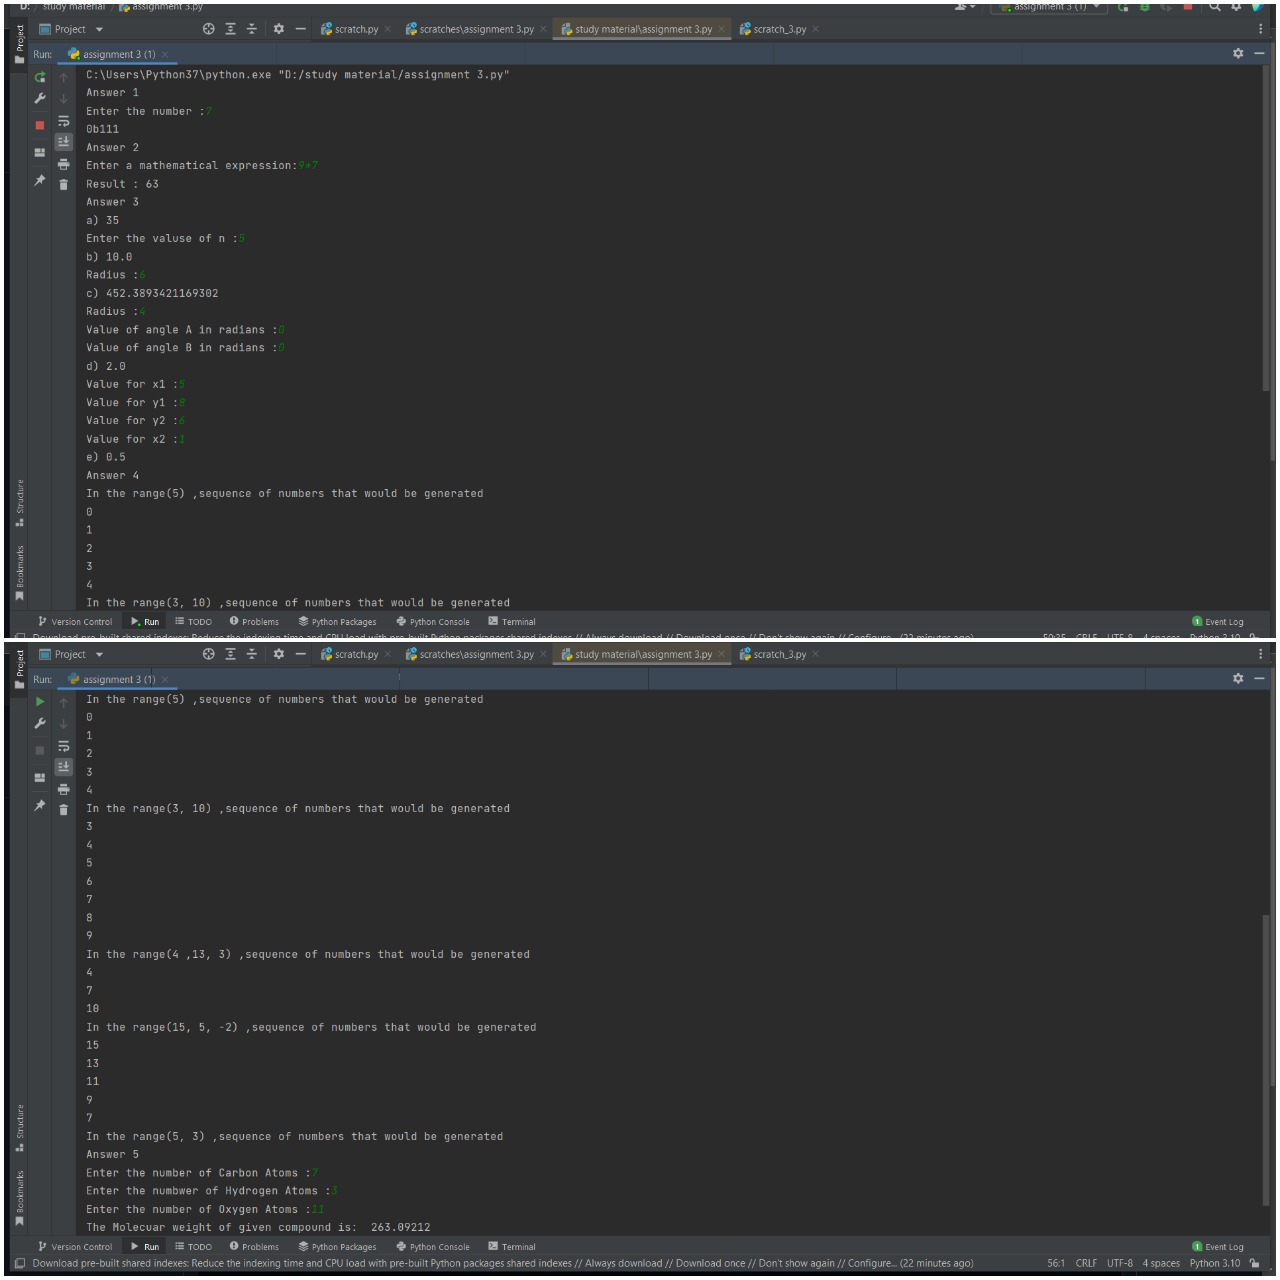 D: study material assignment 3.py
assignment 3 (1)
Project
scratch.py
scratches\assignment 3.py
study material\assignment 3.py
scratch_3.py
Project
Run:
assignment 3 (1)
C:\Users\Python37\python.exe "D:/study material/assignment 3.py"
Answer 1
Enter the number :7
0b111
Answer 2
Enter a mathematical expression:9*7
Result : 63
Answer 3
a) 35
Enter the valuse of n :5
b) 10.0
Radius :6
c) 452.3893421169302
Radius :4
Value of angle A in radians :0
Value of angle B in radians :0
d) 2.0
Value for x1 :5
Value for y1 :8
Value for y2 :6
Value for x2 :1
e) 0.5
Answer 4
In the range(5) ,sequence of numbers that would be generated
0
1
2
3
4
In the range(3, 10) ,sequence of numbers that would be generated
Structure
Bookmarks
Version Control
Run
TODO
Problems
Python Packages
Python Console
Terminal
1 Event Log
Download pre-built shared indexes: Reduce the indexing time and CPU load with pre-built Python packages shared indexes // Always download // Download once // Don't show again // Configure... (22 minutes ago)
50:35 CRLF UTF-8 4 spaces Python 3.10
Project
Project
scratch.py
scratches\assignment 3.py
study material\assignment 3.py
scratch_3.py
Run:
assignment 3 (1)
In the range(5) ,sequence of numbers that would be generated
0
1
2
3
4
In the range(3, 10) ,sequence of numbers that would be generated
3
4
5
6
7
8
9
In the range(4 ,13, 3) ,sequence of numbers that would be generated
4
7
10
In the range(15, 5, -2) ,sequence of numbers that would be generated
15
13
11
9
7
In the range(5, 3) ,sequence of numbers that would be generated
Answer 5
Enter the number of Carbon Atoms :7
Enter the numbwer of Hydrogen Atoms :3
Enter the number of Oxygen Atoms :11
The Molecuar weight of given compound is:  263.09212
Structure
Bookmarks
Version Control
Run
TODO
Problems
Python Packages
Python Console
Terminal
1 Event Log
Download pre-built shared indexes: Reduce the indexing time and CPU load with pre-built Python packages shared indexes // Always download // Download once // Don't show again // Configure... (22 minutes ago)
56:1 CRLF UTF-8 4 spaces Python 3.10